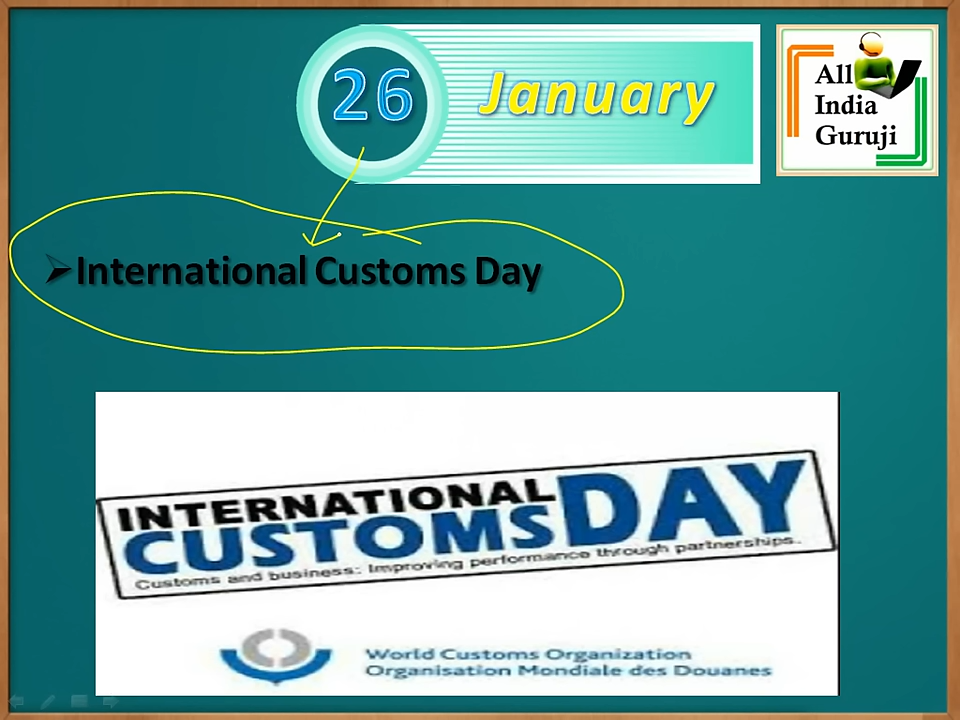 26
January
All
India
Guruji
International Customs Day
INTERNATIONAL
CUSTOMS DAY
Customs and business: Improving performance through partnerships.
World Customs Organization
Organisation Mondiale des Douanes